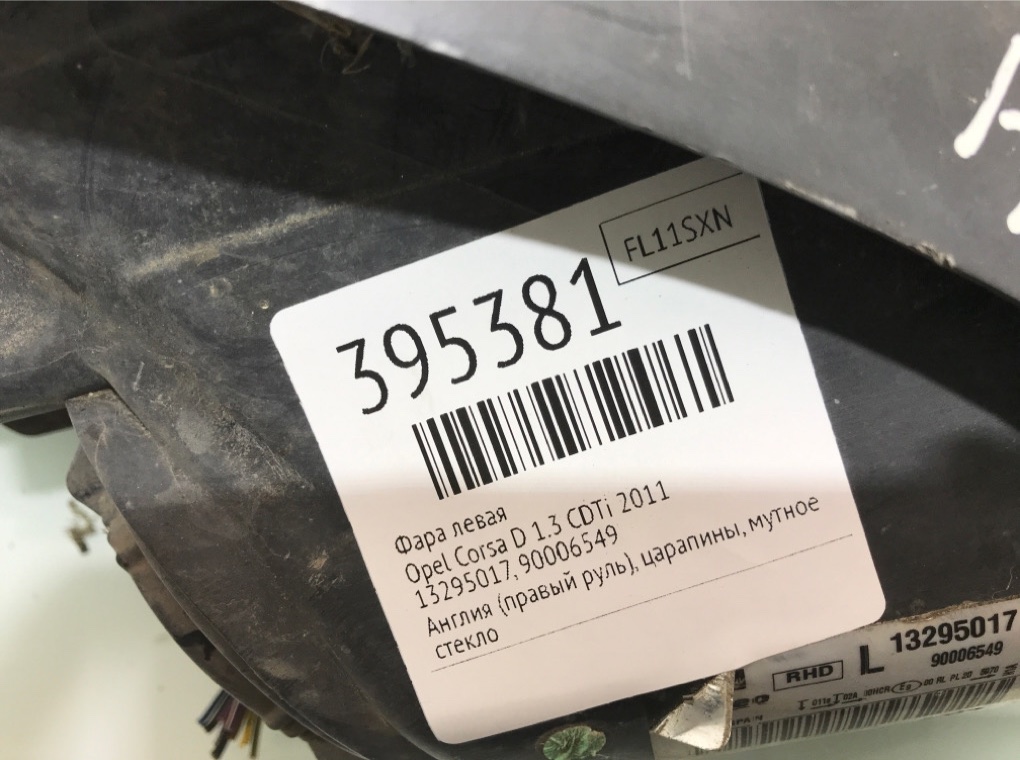 FL11SXN
395381
Фара левая
Opel Corsa D 1.3 CDTi 2011
13295017, 90006549
Англия (правый руль), царапины, мутное
стекло
RHD L 13295017
90006549